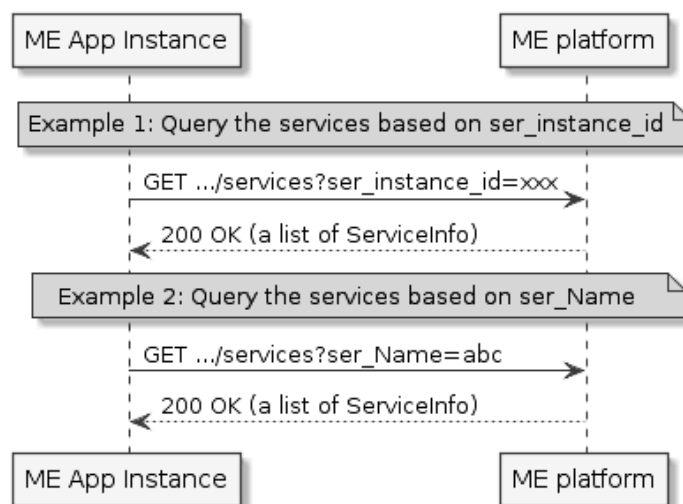 ME App Instance
ME platform
Example 1: Query the services based on ser_instance_id
GET .../services?ser_instance_id=xxx
200 OK (a list of ServiceInfo)
Example 2: Query the services based on ser_Name
GET .../services?ser_Name=abc
200 OK (a list of ServiceInfo)
ME App Instance
ME platform